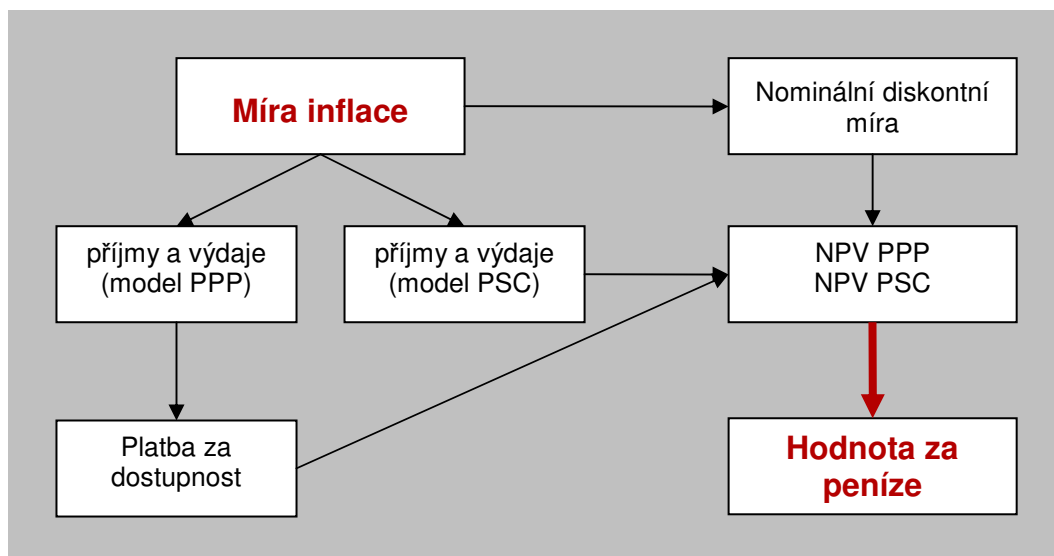 Míra inflace
Nominální diskontní
míra
příjmy a výdaje
(model PPP)
příjmy a výdaje
(model PSC)
NPV PPP
NPV PSC
Platba za
dostupnost
Hodnota za
peníze